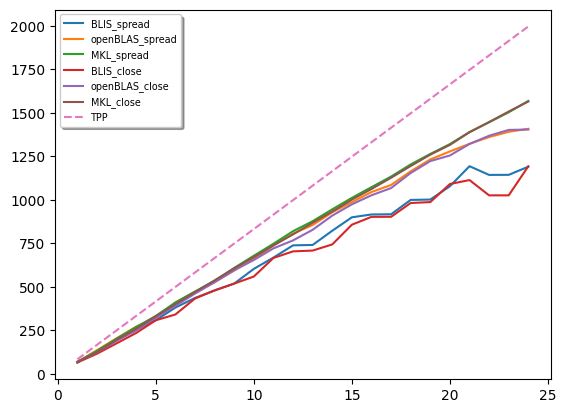 2000
1750
1500
1250
1000
750
500
250
0
BLIS_spread
openBLAS_spread
MKL_spread
BLIS_close
openBLAS_close
MKL_close
TPP
0 5 10 15 20 25